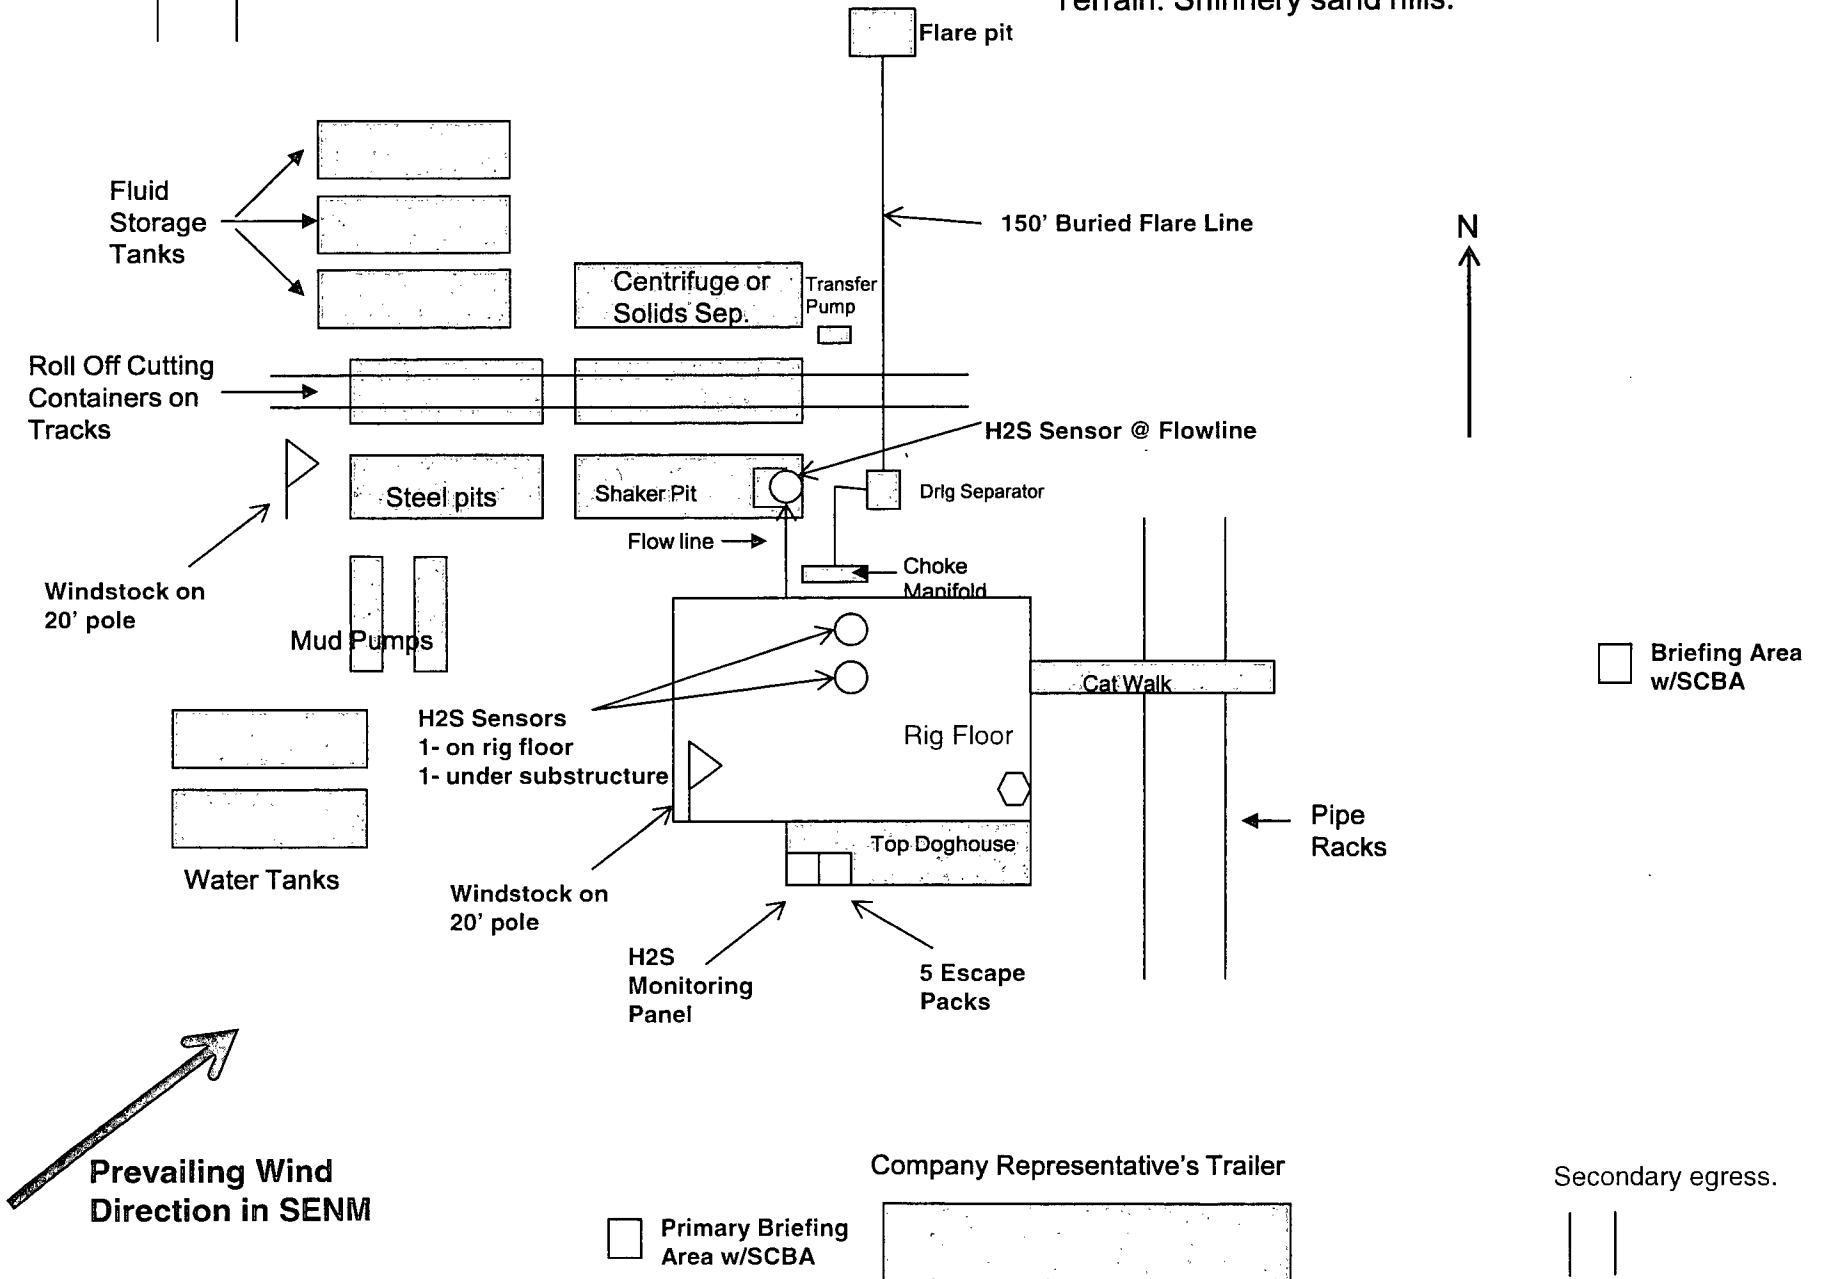 Terrain: Shinnery sand hills.
Flare pit
Fluid
Storage
Tanks
150' Buried Flare Line
N
Centrifuge or
Solids Sep.
Transfer
Pump
Roll Off Cutting
Containers on
Tracks
H2S Sensor @ Flowline
Steel pits
Shaker Pit
Drlg Separator
Flow line
Choke
Manifold
Windstock on
20' pole
Mud Pumps
Cat Walk
Briefing Area
w/SCBA
H2S Sensors
1- on rig floor
1- under substructure
Rig Floor
Pipe
Racks
Top Doghouse
Water Tanks
Windstock on
20' pole
H2S
Monitoring
Panel
5 Escape
Packs
Prevailing Wind
Direction in SENM
Company Representative's Trailer
Secondary egress.
Primary Briefing
Area w/SCBA